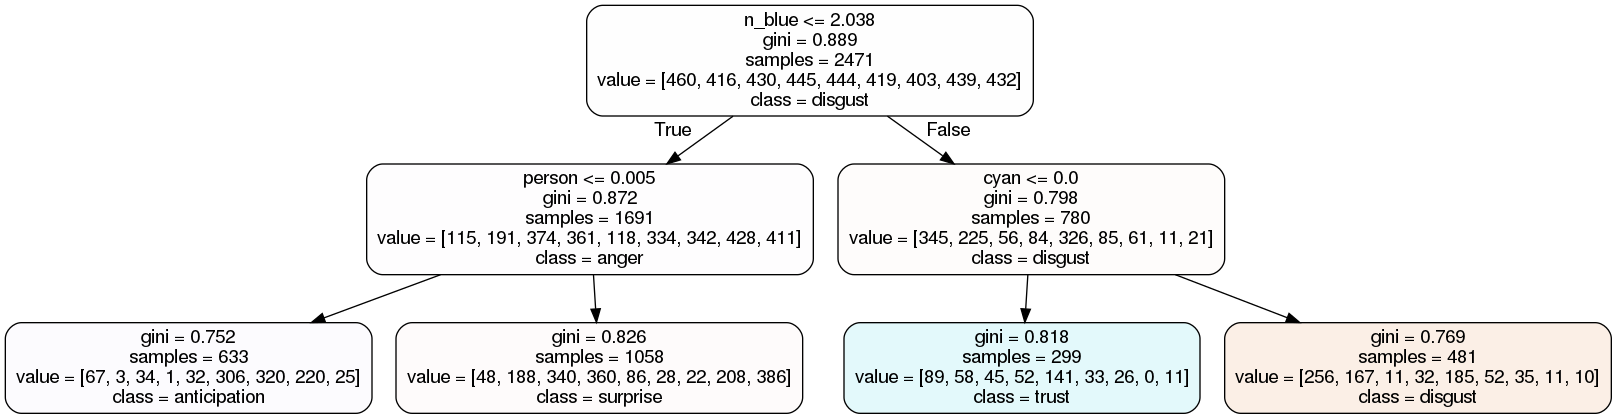 n_blue <= 2.038
gini = 0.889
samples = 2471
value = [460, 416, 430, 445, 444, 419, 403, 439, 432]
class = disgust
True
False
person <= 0.005
gini = 0.872
samples = 1691
value = [115, 191, 374, 361, 118, 334, 342, 428, 411]
class = anger
cyan <= 0.0
gini = 0.798
samples = 780
value = [345, 225, 56, 84, 326, 85, 61, 11, 21]
class = disgust
gini = 0.752
samples = 633
value = [67, 3, 34, 1, 32, 306, 320, 220, 25]
class = anticipation
gini = 0.826
samples = 1058
value = [48, 188, 340, 360, 86, 28, 22, 208, 386]
class = surprise
gini = 0.818
samples = 299
value = [89, 58, 45, 52, 141, 33, 26, 0, 11]
class = trust
gini = 0.769
samples = 481
value = [256, 167, 11, 32, 185, 52, 35, 11, 10]
class = disgust